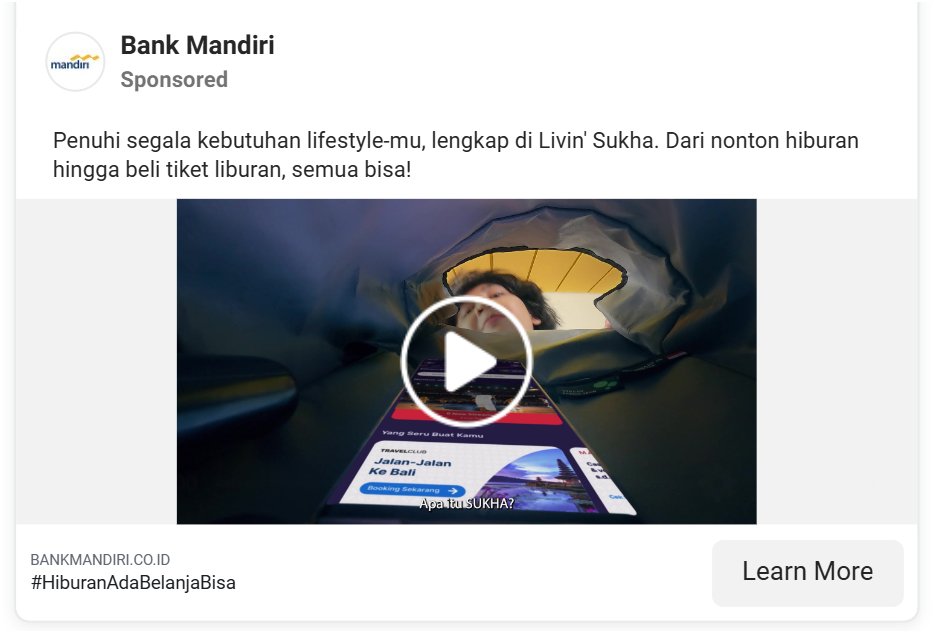 mandiri
Bank Mandiri
Sponsored
Penuhi segala kebutuhan lifestyle-mu, lengkap di Livin' Sukha. Dari nonton hiburan
hingga beli tiket liburan, semua bisa!
Yang Seru Buat Kamu
TRAVELCLUB
Jalan-Jalan
Ke Bali
Booking Sekarang
Apa itu SUKHA?
BANKMANDIRI.CO.ID
#HiburanAdaBelanjaBisa
Learn More